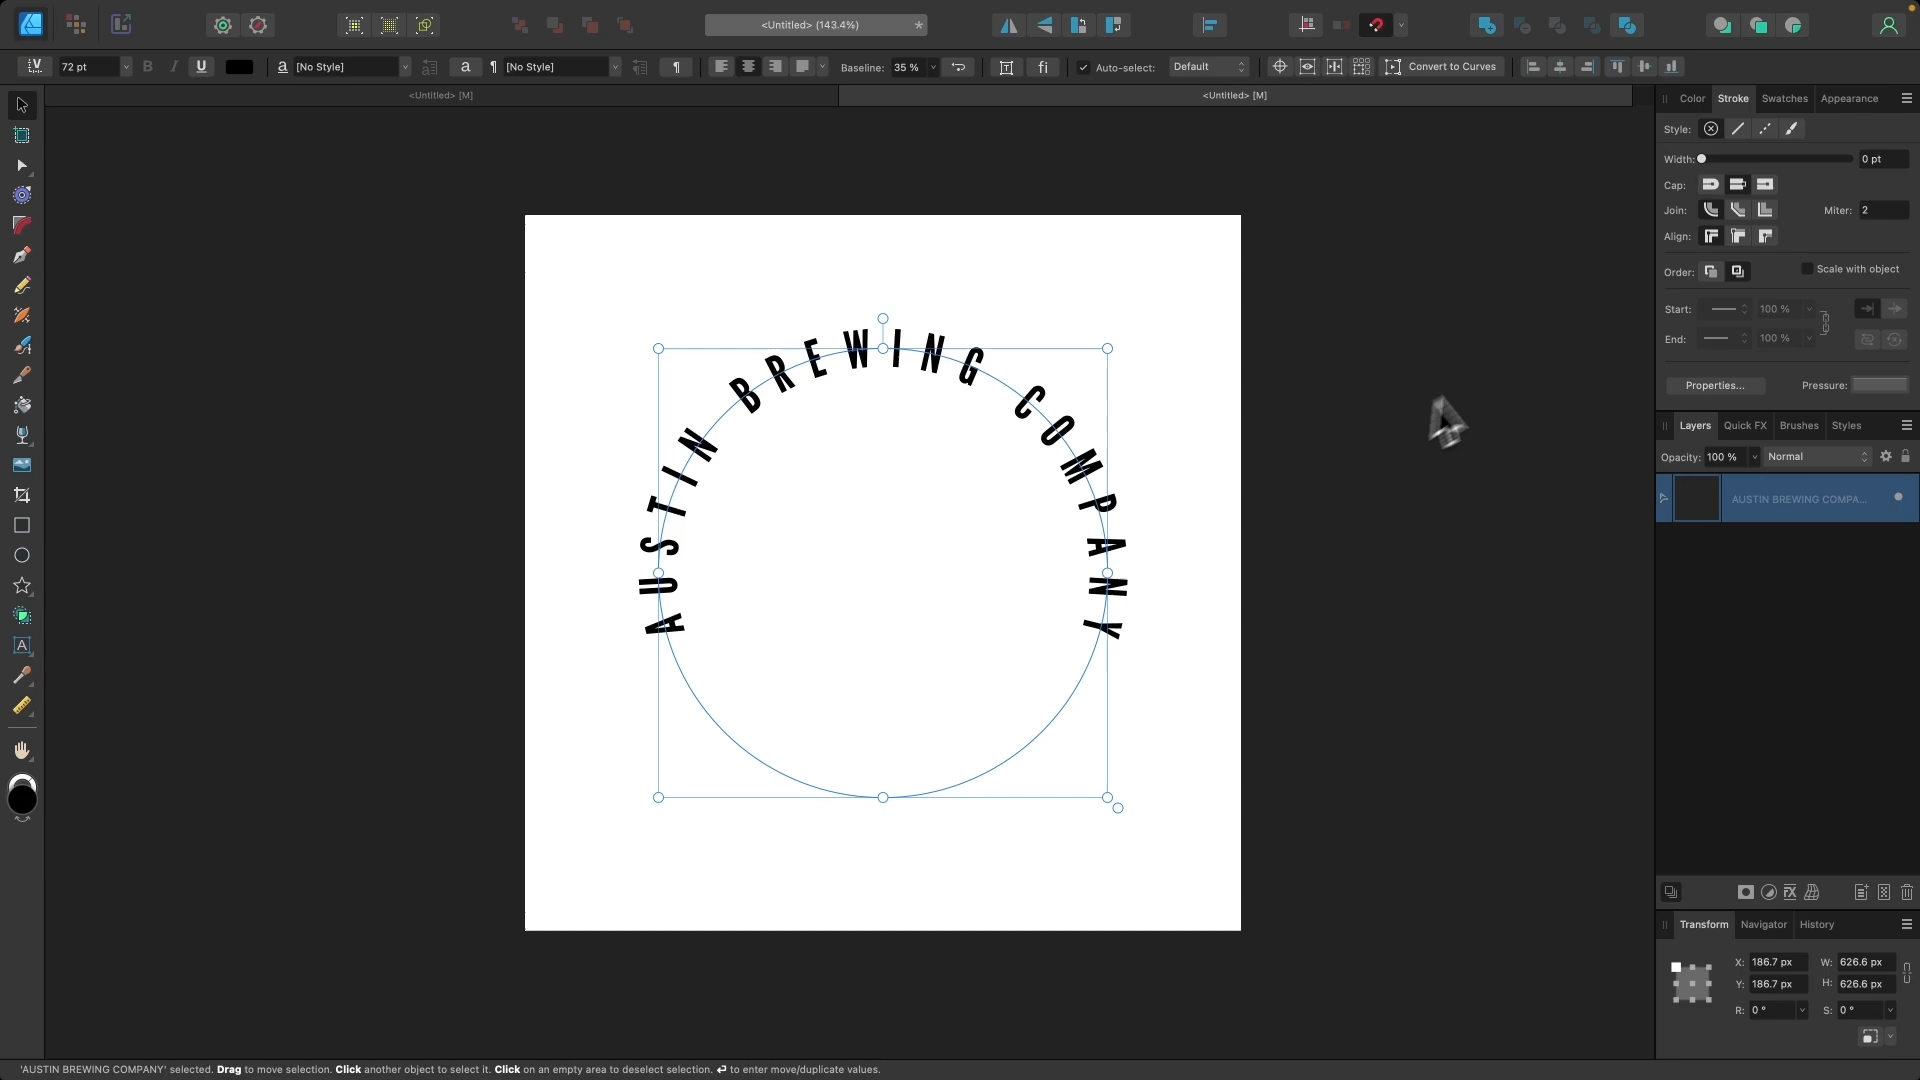 <Untitled> (143.4%)
*
72 pt
B I U
a [No Style]
a
¶ [No Style]
¶
Baseline: 35 %
fi
Auto-select: Default
Convert to Curves
<Untitled> [M]
<Untitled> [M]
Color Stroke Swatches Appearance
Style:
Width: 0 pt
Cap:
Join:
Miter: 2
Align:
Order:
Scale with object
Start: 100 %
End: 100 %
Properties...
Pressure:
AUSTIN BREWING COMPANY
Layers Quick FX Brushes Styles
Opacity: 100 % Normal
AUSTIN BREWING COMPA...
Transform Navigator History
X: 186.7 px W: 626.6 px
Y: 186.7 px H: 626.6 px
R: 0 ° S: 0 °
'AUSTIN BREWING COMPANY' selected. Drag to move selection. Click another object to select it. Click on an empty area to deselect selection. ⏎ to enter move/duplicate values.